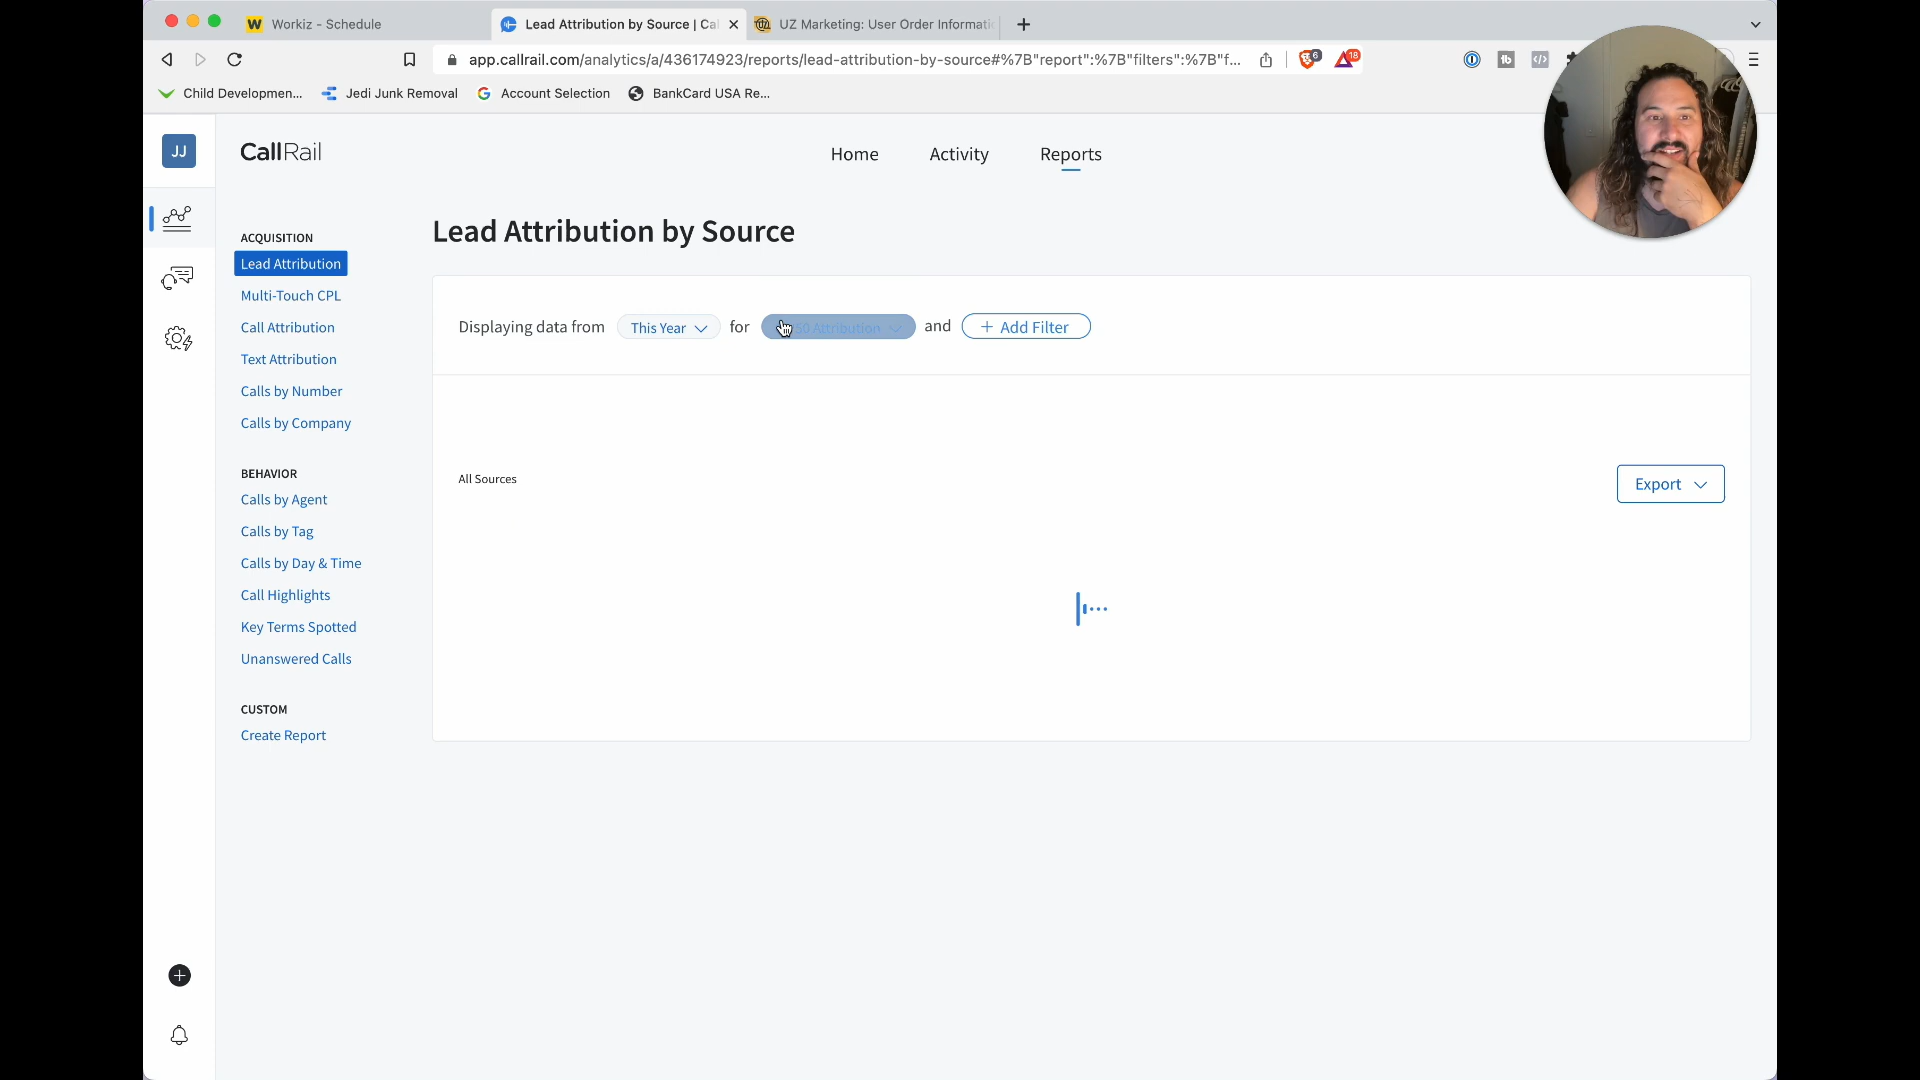 Workiz - Schedule
Lead Attribution by Source | Ca
UZ Marketing: User Order Informati
app.callrail.com/analytics/a/436174923/reports/lead-attribution-by-source#%7B"report":%7B"filters":%7B"f...
6
18
Child Developmen...
Jedi Junk Removal
Account Selection
BankCard USA Re...
JJ
CallRail
Home
Activity
Reports
Lead Attribution by Source
ACQUISITION
Lead Attribution
Multi-Touch CPL
Call Attribution
Text Attribution
Calls by Number
Calls by Company
BEHAVIOR
Calls by Agent
Calls by Tag
Calls by Day & Time
Call Highlights
Key Terms Spotted
Unanswered Calls
CUSTOM
Create Report
Displaying data from This Year for Attribution and + Add Filter
All Sources
Export